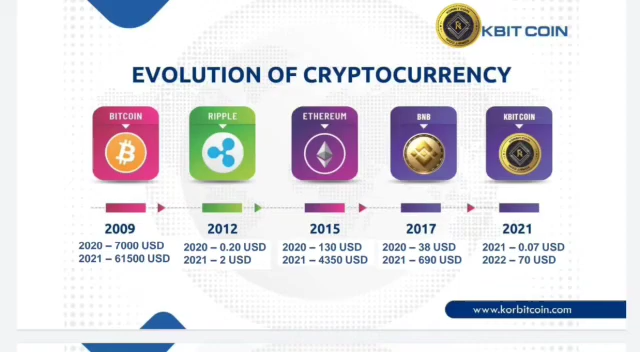 KBIT COIN
EVOLUTION OF CRYPTOCURRENCY
BITCOIN
RIPPLE
ETHEREUM
BNB
KBITCOIN
2009
2012
2015
2017
2021
2020 – 7000 USD
2021 – 61500 USD
2020 – 0.20 USD
2021 – 2 USD
2020 – 130 USD
2021 – 4350 USD
2020 – 38 USD
2021 – 690 USD
2021 – 0.07 USD
2022 – 70 USD
www.korbitcoin.com